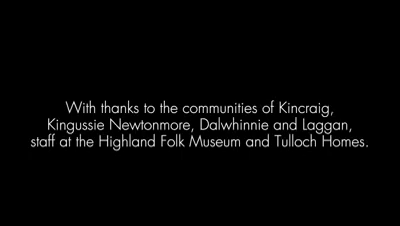 With thanks to the communities of Kincraig,
Kingussie Newtonmore, Dalwhinnie and Laggan,
staff at the Highland Folk Museum and Tulloch Homes.